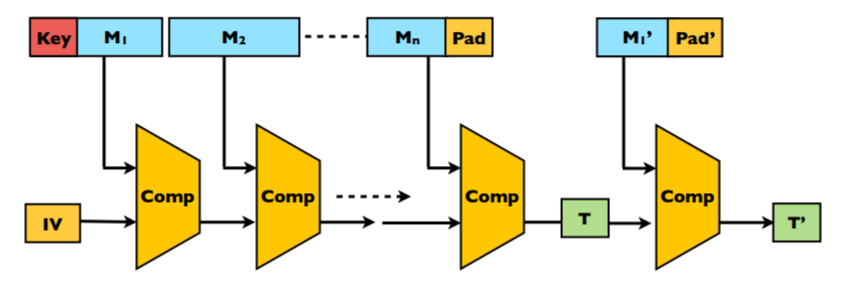 Key M₁ M₂ Mₙ Pad M₁’ Pad’
Comp Comp Comp Comp
IV T T’